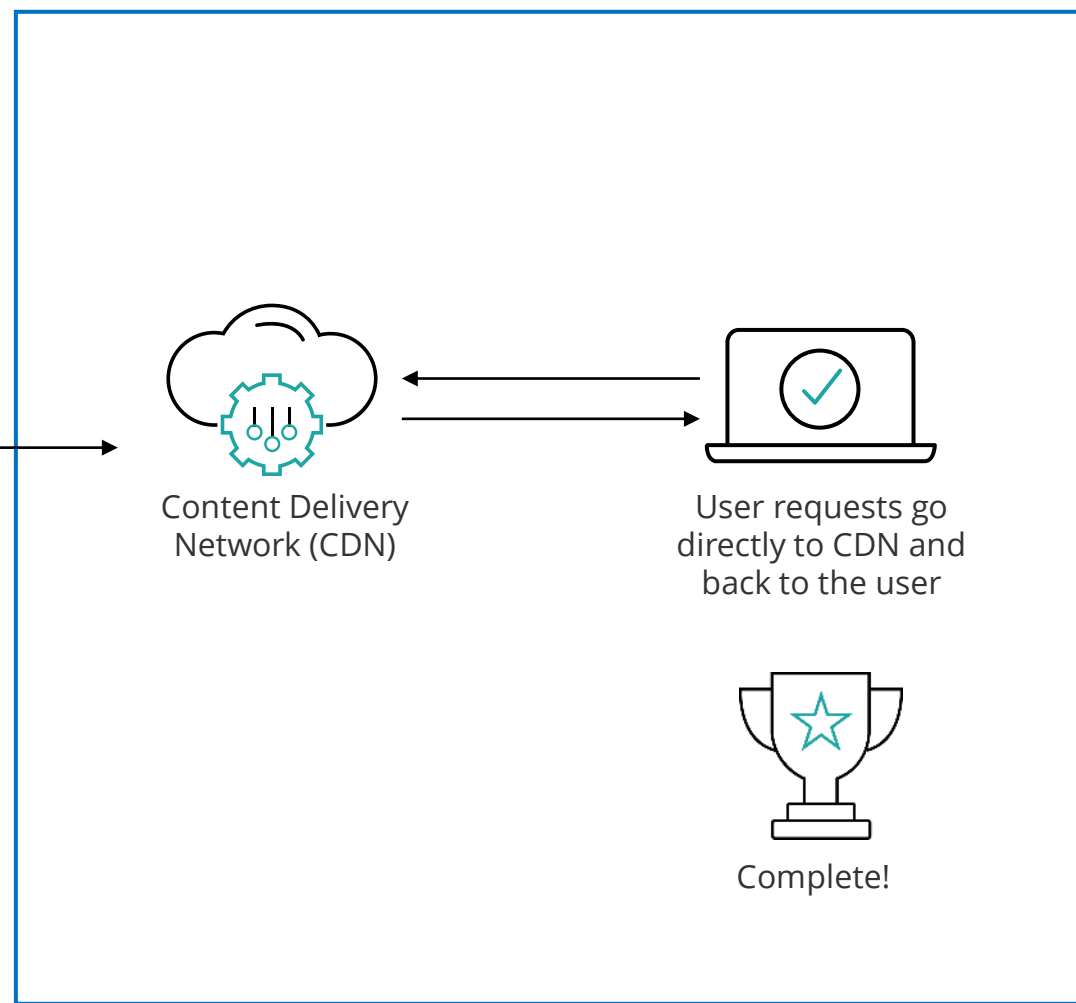 Content Delivery
Network (CDN)
User requests go
directly to CDN and
back to the user
Complete!